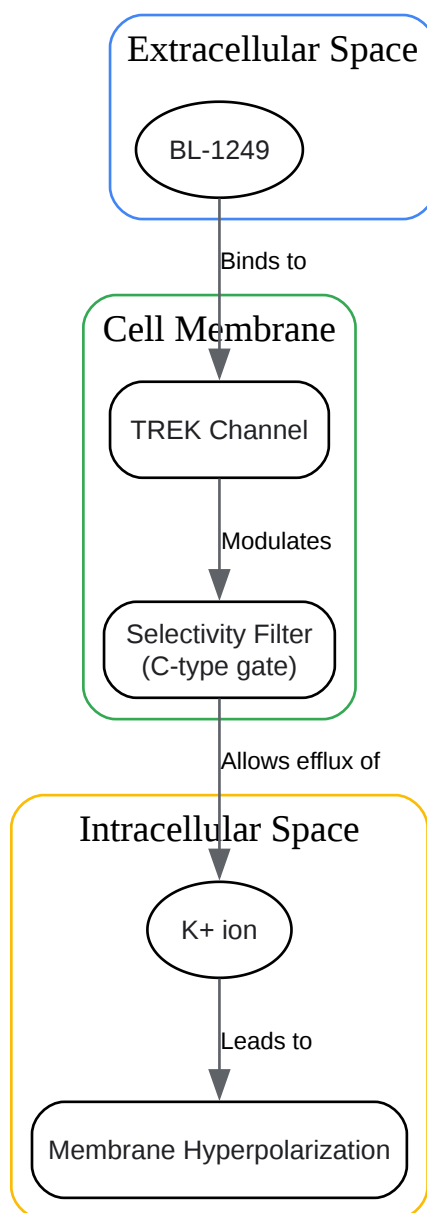 Extracellular Space
BL-1249
Binds to
Cell Membrane
TREK Channel
Modulates
Selectivity Filter
(C-type gate)
Allows efflux of
Intracellular Space
K+ ion
Leads to
Membrane Hyperpolarization